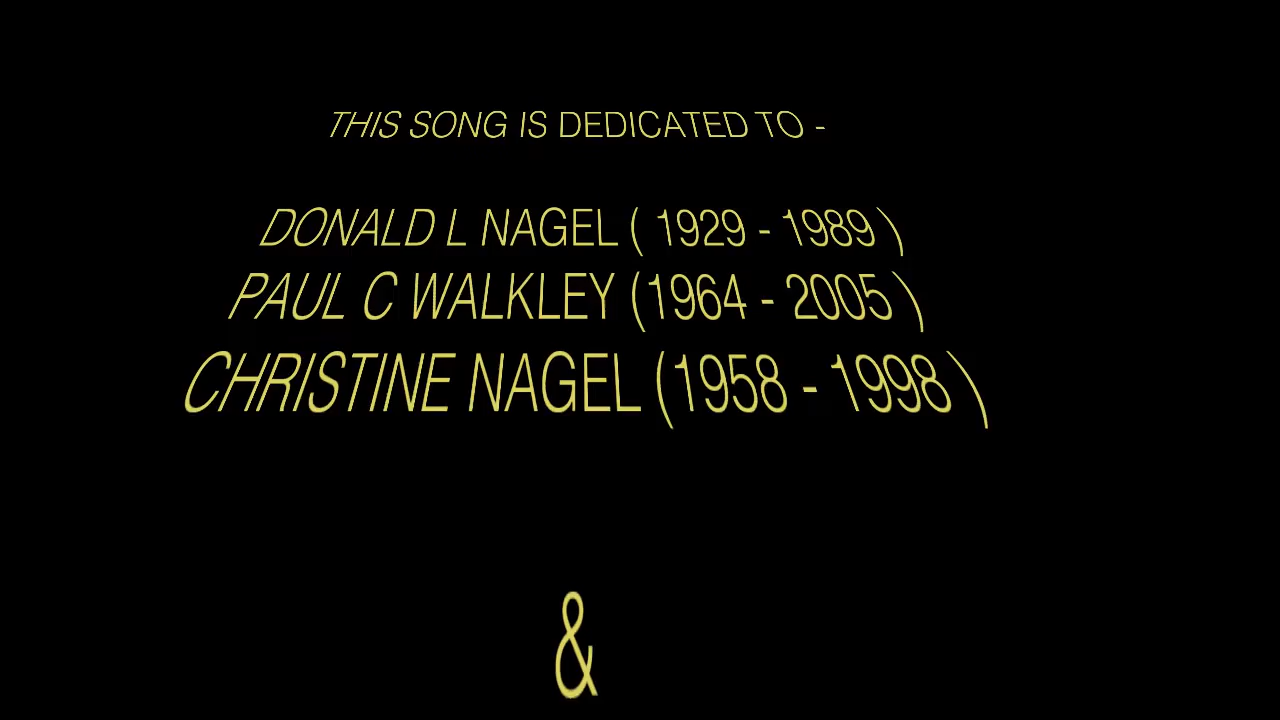 THIS SONG IS DEDICATED TO -
DONALD L NAGEL ( 1929 - 1989 )
PAUL C WALKLEY (1964 - 2005 )
CHRISTINE NAGEL (1958 - 1998 )
&